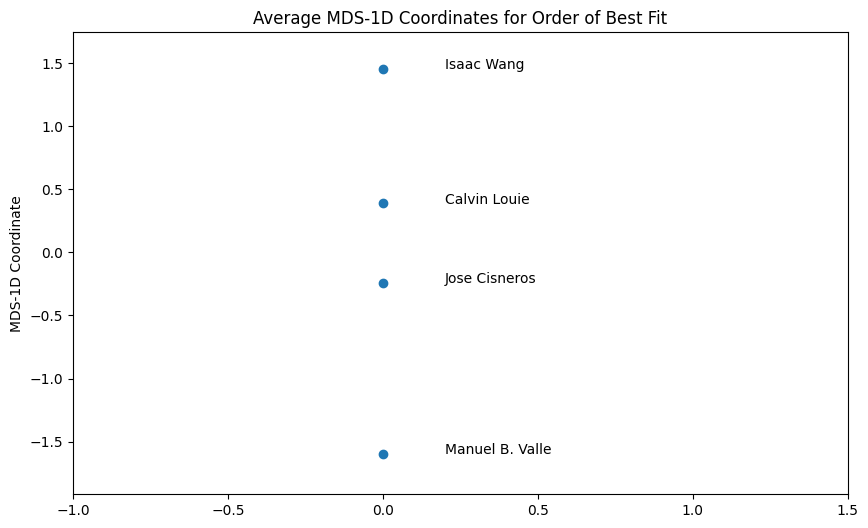 Average MDS-1D Coordinates for Order of Best Fit
MDS-1D Coordinate
1.5
1.0
0.5
0.0
−0.5
−1.0
−1.5
Isaac Wang
Calvin Louie
Jose Cisneros
Manuel B. Valle
−1.0
−0.5
0.0
0.5
1.0
1.5